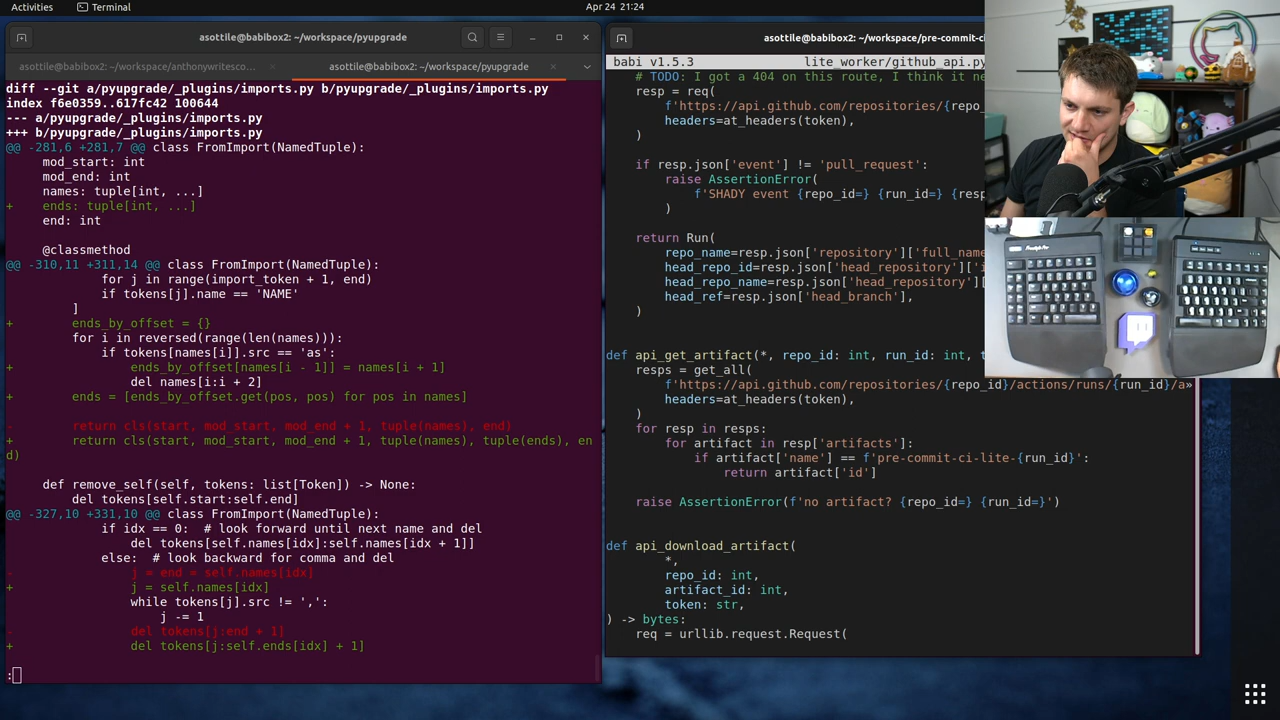 Activities
Terminal
Apr 24 21:24
asottile@babibox2: ~/workspace/pyupgrade
asottile@babibox2: ~/workspace/anthonywritesco...
asottile@babibox2: ~/workspace/pyupgrade
diff --git a/pyupgrade/_plugins/imports.py b/pyupgrade/_plugins/imports.py
index f6e0359..617fc42 100644
--- a/pyupgrade/_plugins/imports.py
+++ b/pyupgrade/_plugins/imports.py
@@ -281,6 +281,7 @@ class FromImport(NamedTuple):
     mod_start: int
     mod_end: int
     names: tuple[int, ...]
+    ends: tuple[int, ...]
     end: int
     @classmethod
@@ -310,11 +311,14 @@ class FromImport(NamedTuple):
             for j in range(import_token + 1, end)
             if tokens[j].name == 'NAME'
         ]
+        ends_by_offset = {}
         for i in reversed(range(len(names))):
             if tokens[names[i]].src == 'as':
+                ends_by_offset[names[i - 1]] = names[i + 1]
                 del names[i:i + 2]
+        ends = [ends_by_offset.get(pos, pos) for pos in names]
-        return cls(start, mod_start, mod_end + 1, tuple(names), end)
+        return cls(start, mod_start, mod_end + 1, tuple(names), tuple(ends), en
d)
     def remove_self(self, tokens: list[Token]) -> None:
         del tokens[self.start:self.end]
@@ -327,10 +331,10 @@ class FromImport(NamedTuple):
             if idx == 0:  # look forward until next name and del
                 del tokens[self.names[idx]:self.names[idx + 1]]
             else:  # look backward for comma and del
-                j = end = self.names[idx]
+                j = self.names[idx]
                 while tokens[j].src != ',':
                     j -= 1
-                del tokens[j:end + 1]
+                del tokens[j:self.ends[idx] + 1]
:
asottile@babibox2: ~/workspace/pre-commit-ci
babi v1.5.3 lite_worker/github_api.py
    # TODO: I got a 404 on this route, I think it ne
    resp = req(
        f'https://api.github.com/repositories/{repo_
        headers=at_headers(token),
    )
    if resp.json['event'] != 'pull_request':
        raise AssertionError(
            f'SHADY event {repo_id=} {run_id=} {res
        )
    return Run(
        repo_name=resp.json['repository']['full_name
        head_repo_id=resp.json['head_repository']['i
        head_repo_name=resp.json['head_repository'][
        head_ref=resp.json['head_branch'],
    )
def api_get_artifact(*, repo_id: int, run_id: int, t
    resps = get_all(
        f'https://api.github.com/repositories/{repo_id}/actions/runs/{run_id}/a»
        headers=at_headers(token),
    )
    for resp in resps:
        for artifact in resp['artifacts']:
            if artifact['name'] == f'pre-commit-ci-lite-{run_id}':
                return artifact['id']
    raise AssertionError(f'no artifact? {repo_id=} {run_id=}')
def api_download_artifact(
        *,
        repo_id: int,
        artifact_id: int,
        token: str,
) -> bytes:
    req = urllib.request.Request(